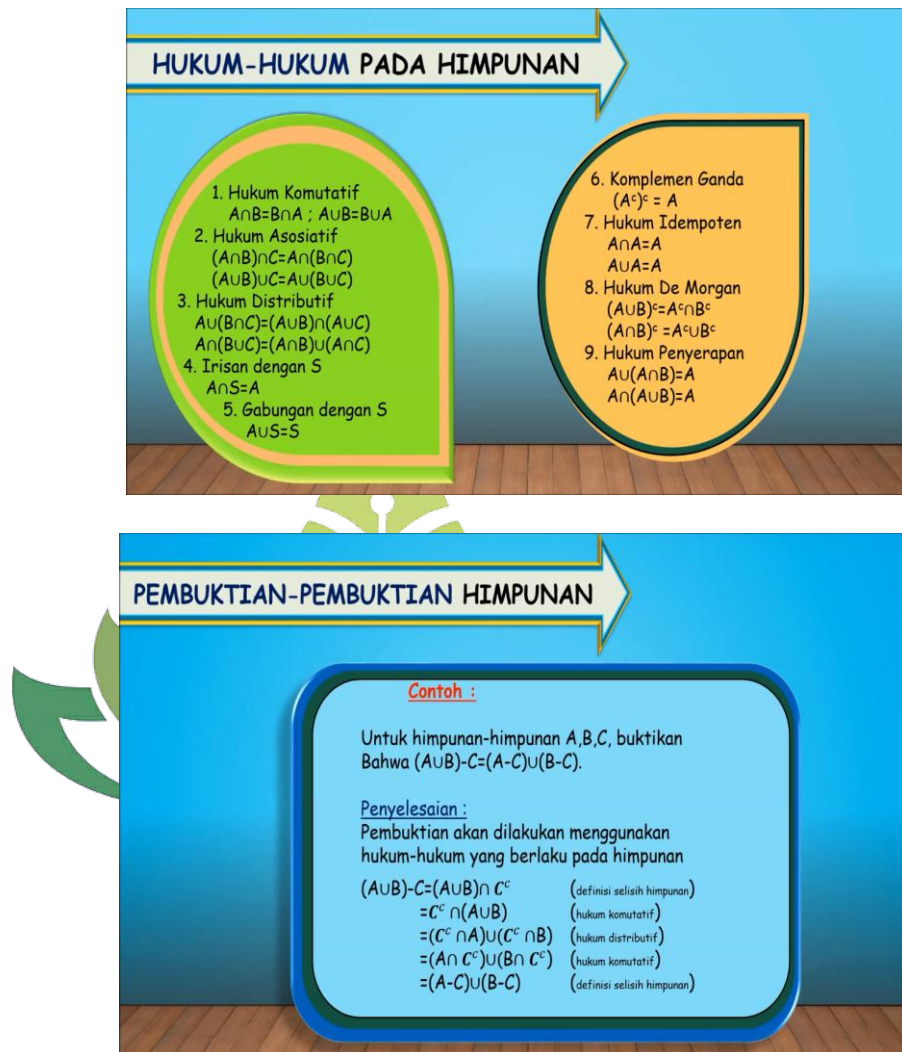 HUKUM-HUKUM PADA HIMPUNAN
1. Hukum Komutatif
A∩B=B∩A ; A∪B=B∪A
2. Hukum Asosiatif
(A∩B)∩C=A∩(B∩C)
(A∪B)∪C=A∪(B∪C)
3. Hukum Distributif
A∪(B∩C)=(A∪B)∩(A∪C)
A∩(B∪C)=(A∩B)∪(A∩C)
4. Irisan dengan S
A∩S=A
5. Gabungan dengan S
A∪S=S
6. Komplemen Ganda
(Aᶜ)ᶜ = A
7. Hukum Idempoten
A∩A=A
A∪A=A
8. Hukum De Morgan
(A∪B)ᶜ=Aᶜ∩Bᶜ
(A∩B)ᶜ =Aᶜ∪Bᶜ
9. Hukum Penyerapan
A∪(A∩B)=A
A∩(A∪B)=A
PEMBUKTIAN-PEMBUKTIAN HIMPUNAN
Contoh :
Untuk himpunan-himpunan A,B,C, buktikan
Bahwa (A∪B)-C=(A-C)∪(B-C).
Penyelesaian :
Pembuktian akan dilakukan menggunakan
hukum-hukum yang berlaku pada himpunan
(A∪B)-C=(A∪B)∩ Cᶜ (definisi selisih himpunan)
=Cᶜ ∩(A∪B) (hukum komutatif)
=(Cᶜ ∩A)∪(Cᶜ ∩B) (hukum distributif)
=(A∩ Cᶜ)∪(B∩ Cᶜ) (hukum komutatif)
=(A-C)∪(B-C) (definisi selisih himpunan)